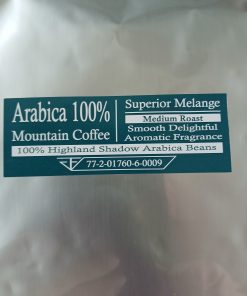 Arabica 100%
Mountain Coffee
Superior Melange
Medium Roast
Smooth Delightful
Aromatic Fragrance
100% Highland Shadow Arabica Beans
77-2-01760-6-0009